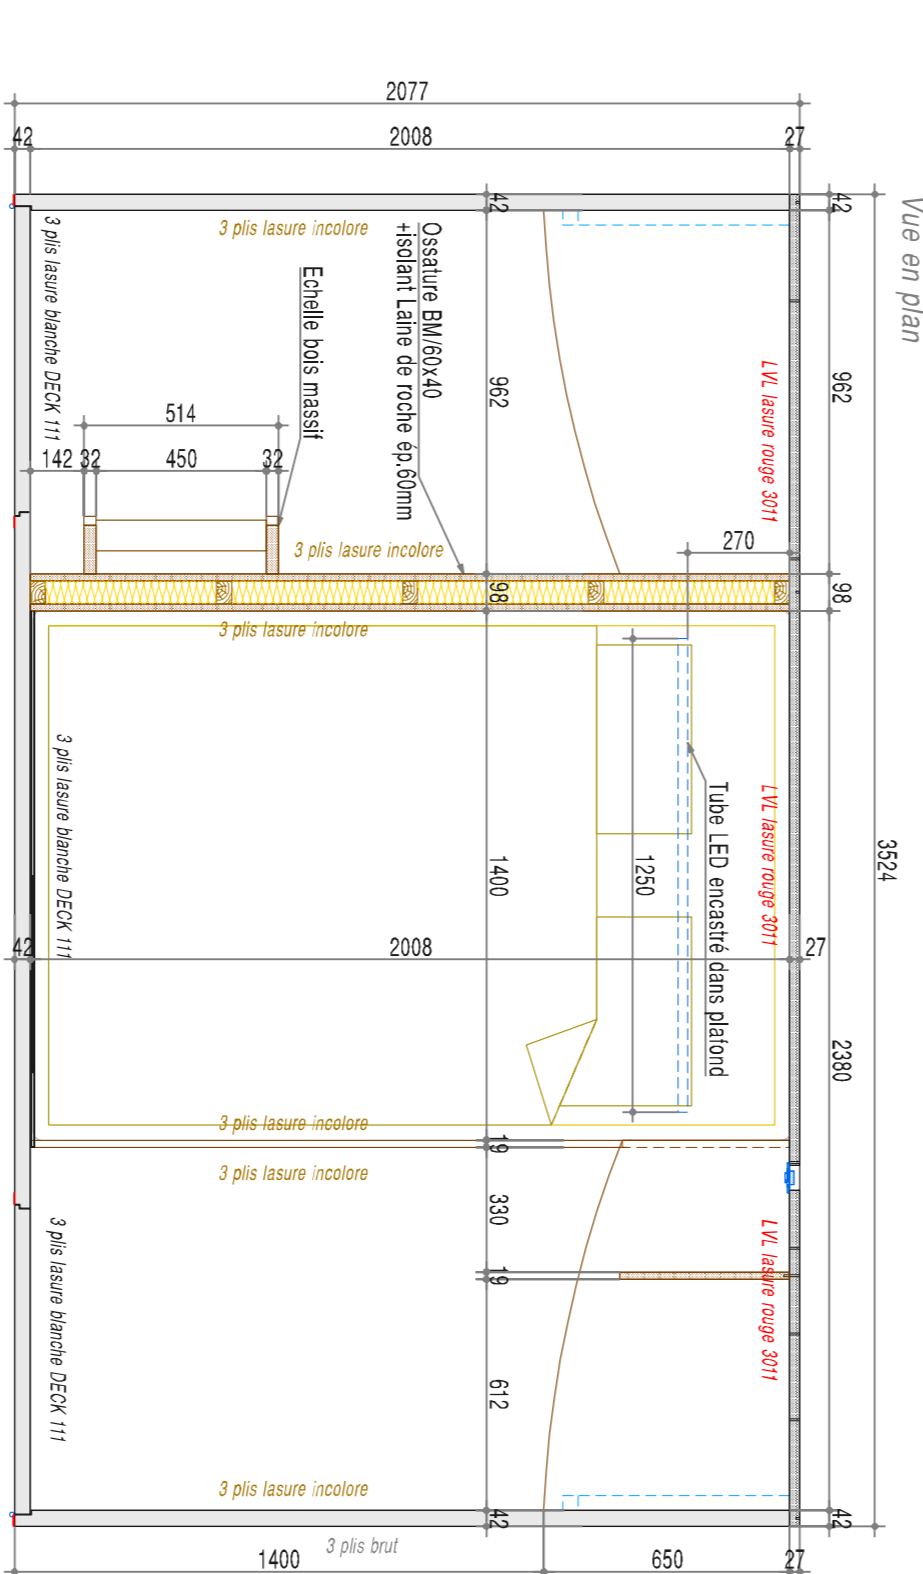 Vue en plan
2077
42
2008
27
42
3 plis lasure incolore
42
3 plis lasure blanche DECK 111
Ossature BM/60x40
+isolant Laine de roche ép.60mm
Echelle bois massif
962
962
LVL lasure rouge 3011
514
142
32
450
32
270
3 plis lasure incolore
98
98
3 plis lasure incolore
3524
3 plis lasure blanche DECK 111
LVL lasure rouge 3011
Tube LED encastré dans plafond
1250
1400
42
2008
27
2380
3 plis lasure incolore
19
3 plis lasure incolore
330
19
3 plis lasure blanche DECK 111
LVL lasure rouge 3011
612
3 plis lasure incolore
42
42
3 plis brut
1400
650
27